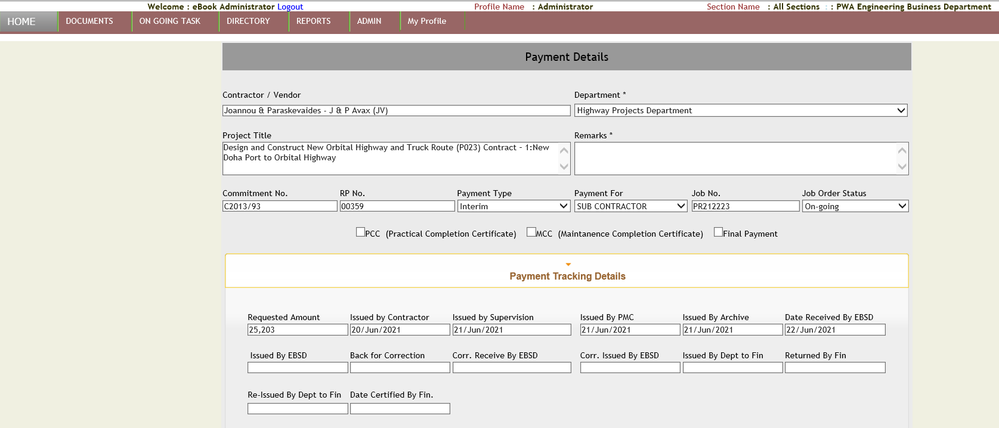 Welcome : eBook Administrator Logout Profile Name : Administrator Section Name : All Sections : : PWA Engineering Business Department
HOME DOCUMENTS ON GOING TASK DIRECTORY REPORTS ADMIN My Profile
Payment Details
Contractor / Vendor Department *
Joannou & Paraskevaides - J & P Avax (JV) Highway Projects Department
Project Title Remarks *
Design and Construct New Orbital Highway and Truck Route (P023) Contract – 1:New
Doha Port to Orbital Highway
Commitment No. RP No. Payment Type Payment For Job No. Job Order Status
C2013/93 00359 Interim SUB CONTRACTOR PR212223 On-going
PCC (Practical Completion Certificate) MCC (Maintanence Completion Certificate) Final Payment
Payment Tracking Details
Requested Amount Issued by Contractor Issued by Supervision Issued By PMC Issued By Archive Date Received By EBSD
25,203 20/Jun/2021 21/Jun/2021 21/Jun/2021 21/Jun/2021 22/Jun/2021
Issued By EBSD Back for Correction Corr. Receive By EBSD Corr. Issued By EBSD Issued By Dept to Fin Returned By Fin
Re-Issued By Dept to Fin Date Certified By Fin.